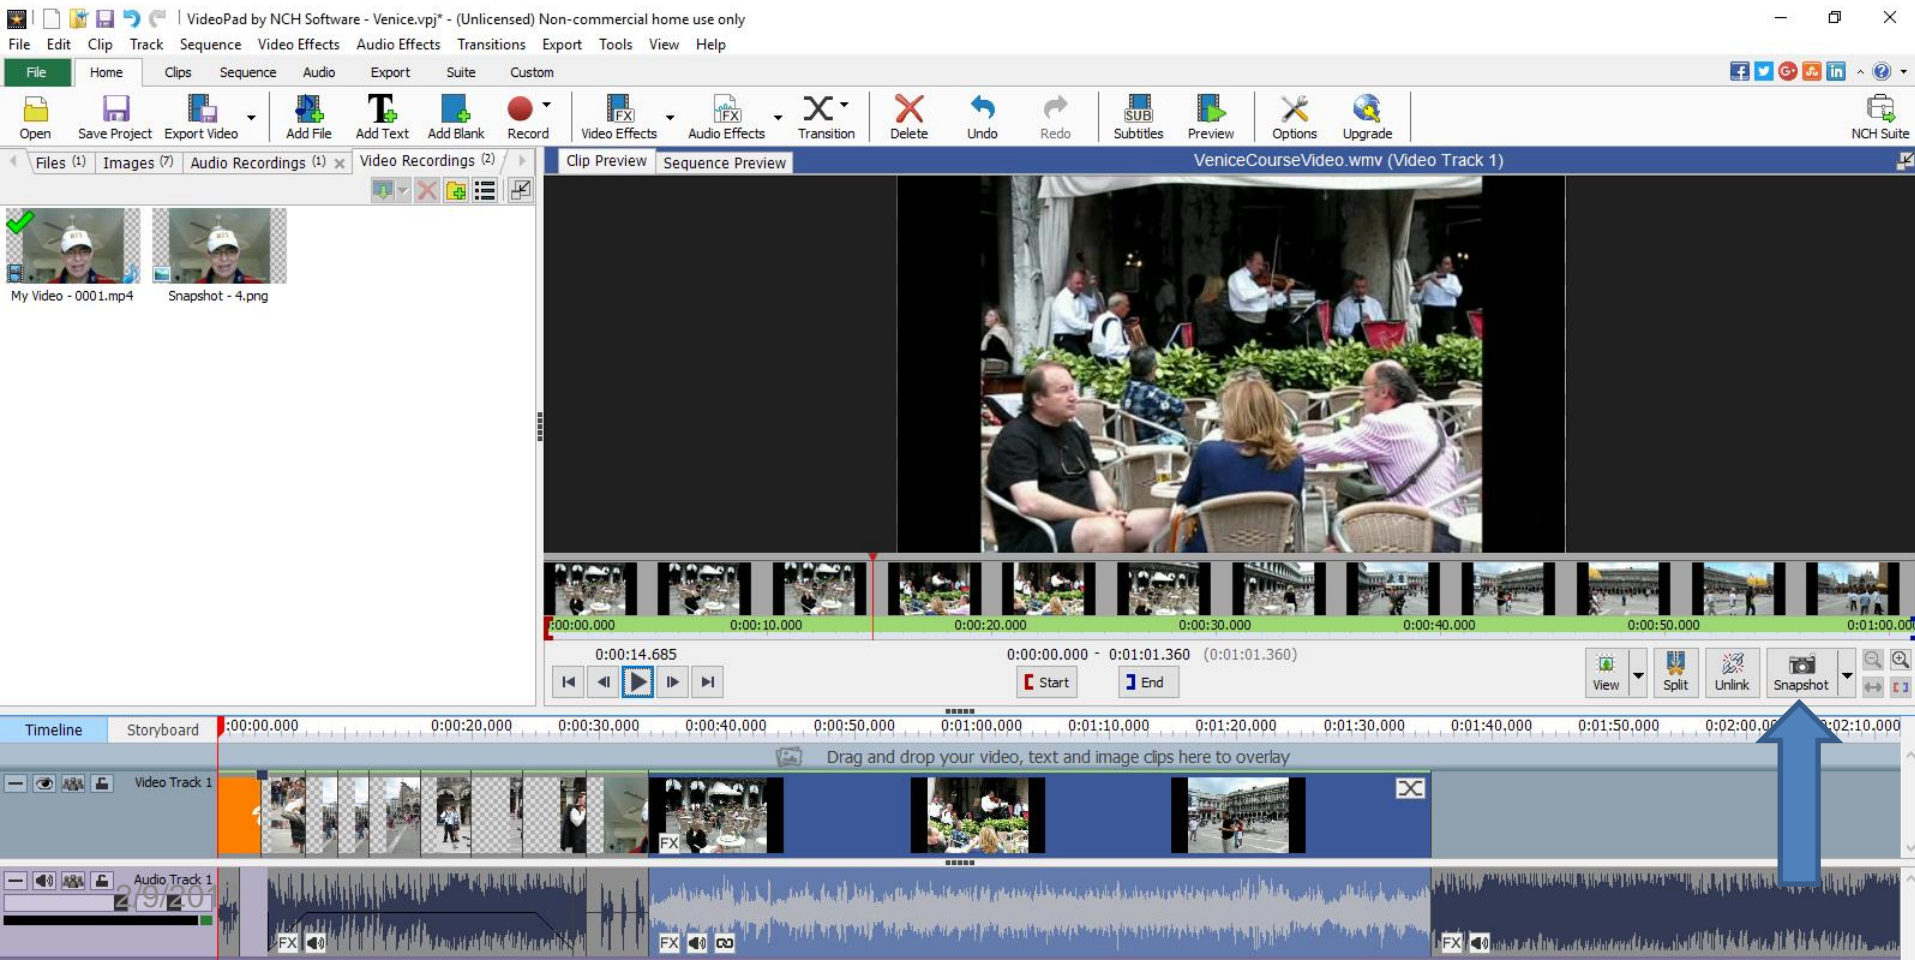 VideoPad by NCH Software - Venice.vpj* - (Unlicensed) Non-commercial home use only
File Edit Clip Track Sequence Video Effects Audio Effects Transitions Export Tools View Help
File Home Clips Sequence Audio Export Suite Custom
Open Save Project Export Video Add File Add Text Add Blank Record Video Effects Audio Effects Transition Delete Undo Redo Subtitles Preview Options Upgrade NCH Suite
Files (1) Images (7) Audio Recordings (1) Video Recordings (2)
Clip Preview Sequence Preview VeniceCourseVideo.wmv (Video Track 1)
My Video - 0001.mp4 Snapshot - 4.png
:00:00.000 0:00:10.000 0:00:20.000 0:00:30.000 0:00:40.000 0:00:50.000 0:01:00.00
0:00:14.685 0:00:00.000 - 0:01:01.360 (0:01:01.360)
Start End View Split Unlink Snapshot
Timeline Storyboard :00:00.000 0:00:20.000 0:00:30.000 0:00:40.000 0:00:50.000 0:01:00.000 0:01:10.000 0:01:20.000 0:01:30.000 0:01:40.000 0:01:50.000 0:02:00.0 0:02:10.000
Drag and drop your video, text and image clips here to overlay
Video Track 1
FX
Audio Track 1
2/9/201
FX FX FX